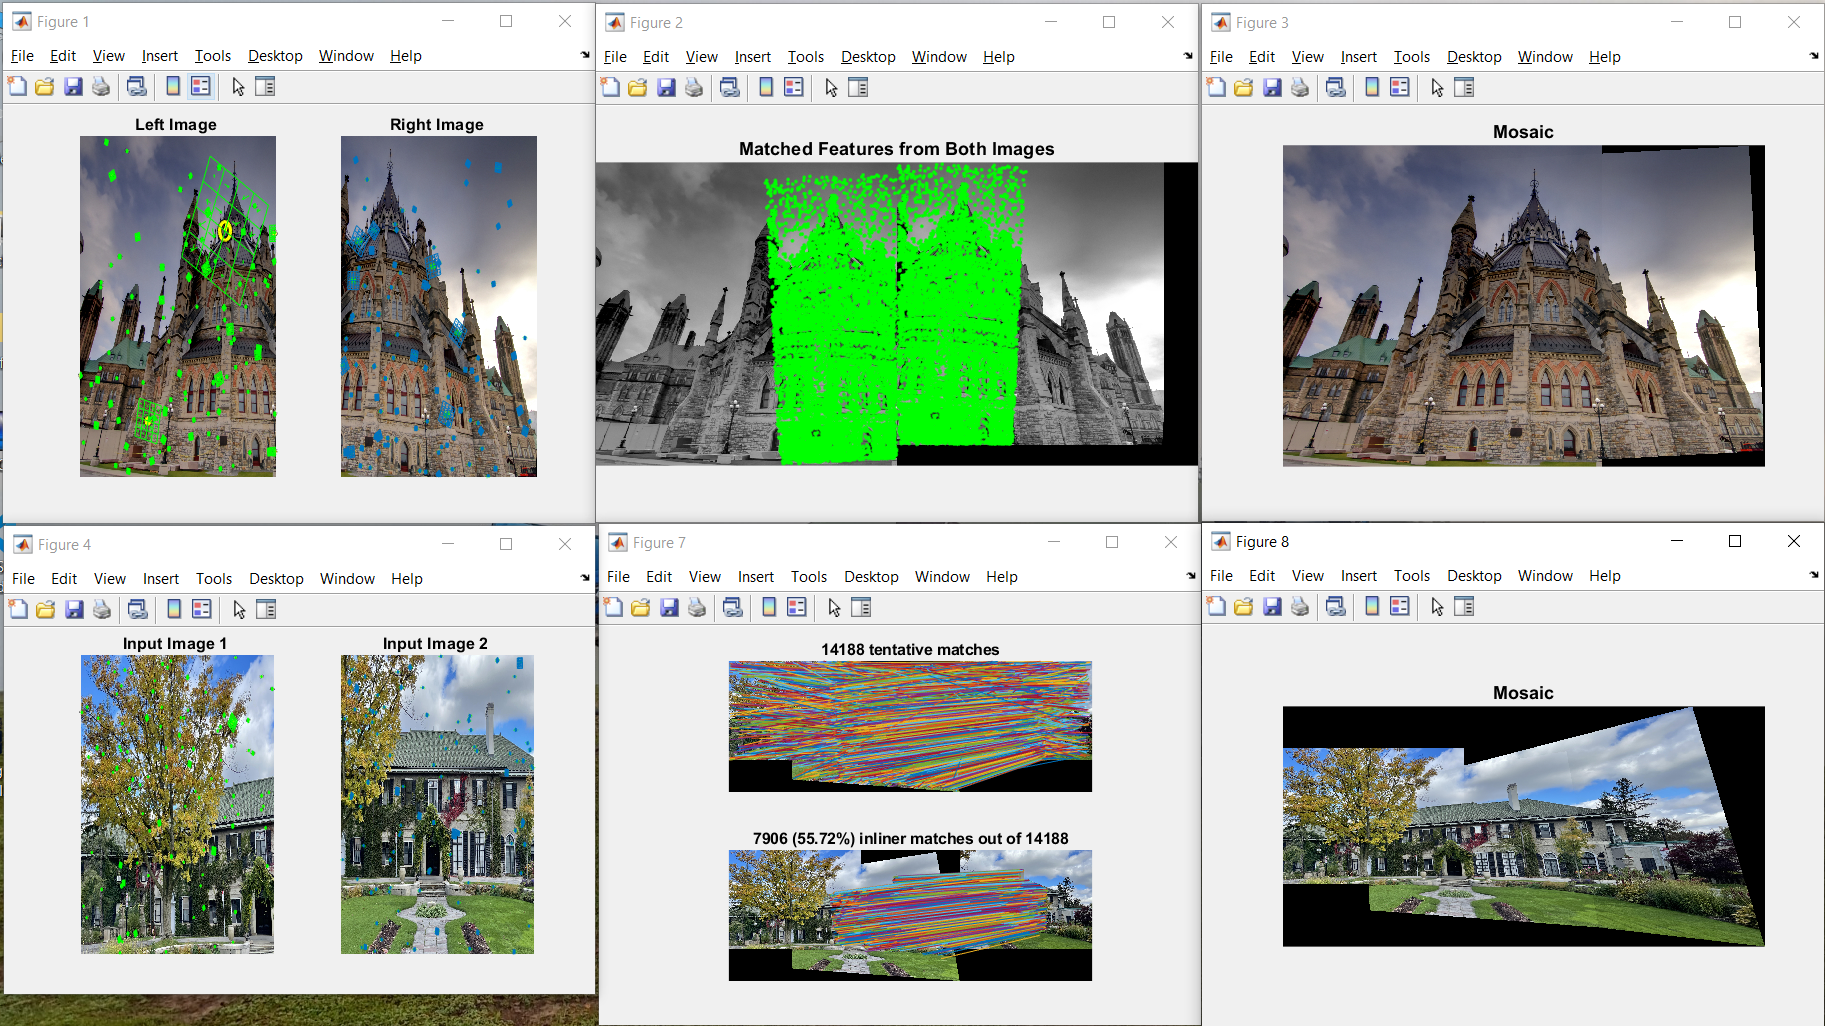 Figure 1
File Edit View Insert Tools Desktop Window Help
Left Image
Right Image
Figure 2
File Edit View Insert Tools Desktop Window Help
Matched Features from Both Images
Figure 3
File Edit View Insert Tools Desktop Window Help
Mosaic
Figure 4
File Edit View Insert Tools Desktop Window Help
Input Image 1
Input Image 2
Figure 7
File Edit View Insert Tools Desktop Window Help
14188 tentative matches
7906 (55.72%) inliner matches out of 14188
Figure 8
File Edit View Insert Tools Desktop Window Help
Mosaic